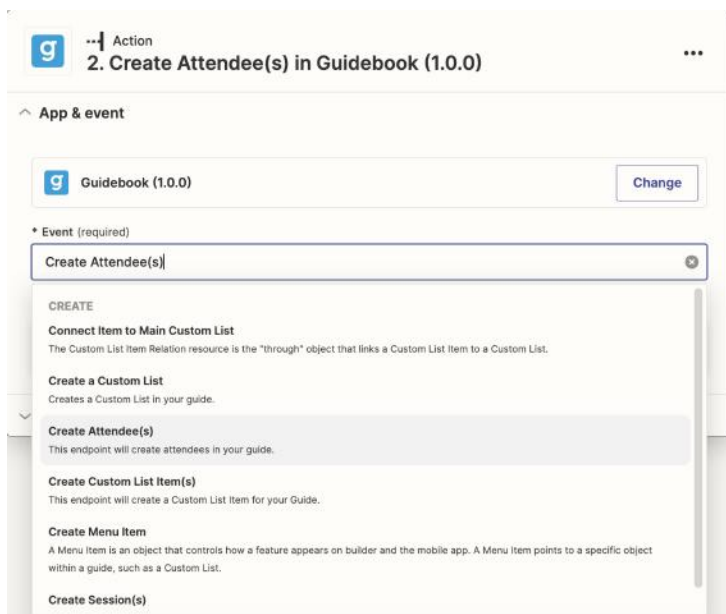 g
Action
2. Create Attendee(s) in Guidebook (1.0.0)
App & event
g
Guidebook (1.0.0)
Change
* Event (required)
Create Attendee(s)
CREATE
Connect Item to Main Custom List
The Custom List Item Relation resource is the "through" object that links a Custom List Item to a Custom List.
Create a Custom List
Creates a Custom List in your guide.
Create Attendee(s)
This endpoint will create attendees in your guide.
Create Custom List Item(s)
This endpoint will create a Custom List Item for your Guide.
Create Menu Item
A Menu Item is an object that controls how a feature appears on builder and the mobile app. A Menu Item points to a specific object
within a guide, such as a Custom List.
Create Session(s)